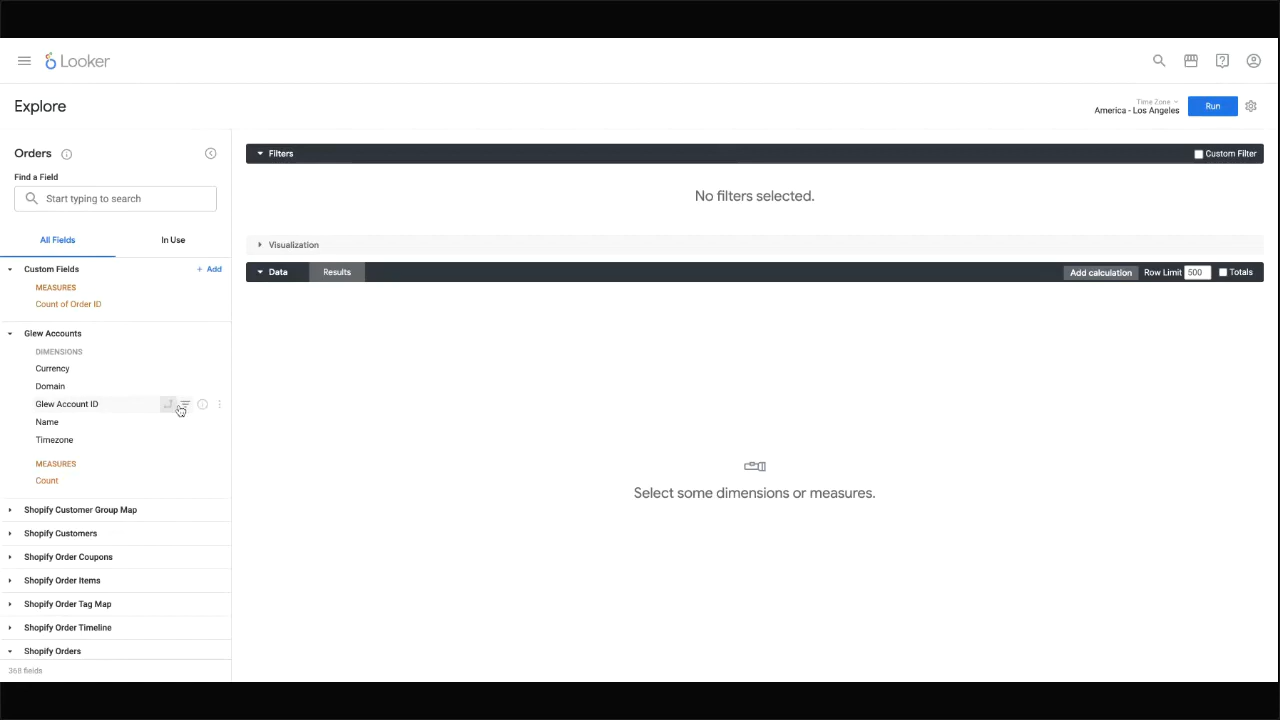 Looker
Explore
Time Zone
America - Los Angeles
Run
Orders
Find a Field
Start typing to search
All Fields
In Use
Custom Fields
+ Add
MEASURES
Count of Order ID
Glew Accounts
DIMENSIONS
Currency
Domain
Glew Account ID
Name
Timezone
MEASURES
Count
Shopify Customer Group Map
Shopify Customers
Shopify Order Coupons
Shopify Order Items
Shopify Order Tag Map
Shopify Order Timeline
Shopify Orders
368 fields
Filters
Custom Filter
No filters selected.
Visualization
Data
Results
Add calculation
Row Limit 500
Totals
Select some dimensions or measures.